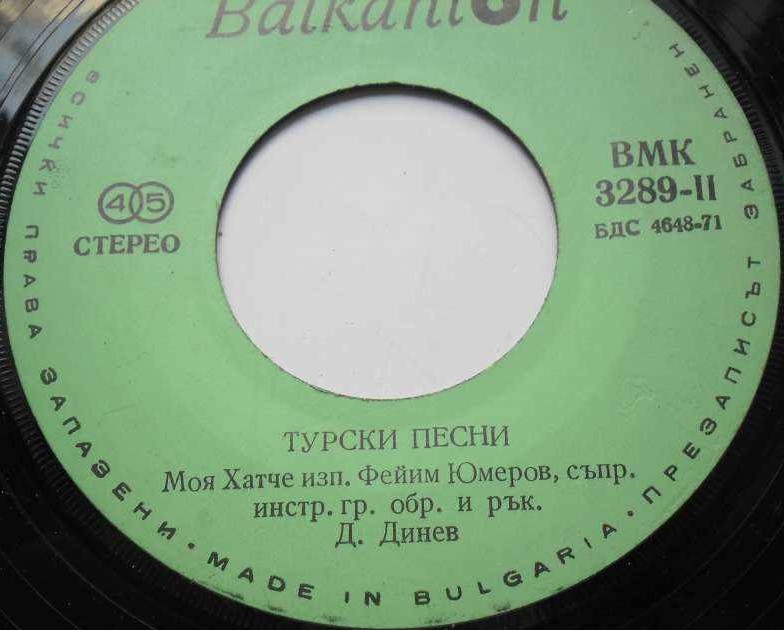 Balkanton
45
СТЕРЕО
ВМК
3289-II
БДС 4648-71
ТУРСКИ ПЕСНИ
Моя Хатче изп. Фейим Юмеров, съпр.
инстр. гр. обр. и рък.
Д. Динев
ВСИЧКИ ПРАВА ЗАПАЗЕНИ • MADE IN BULGARIA • ПРЕЗАПИСЪТ ЗАБРАНЕН